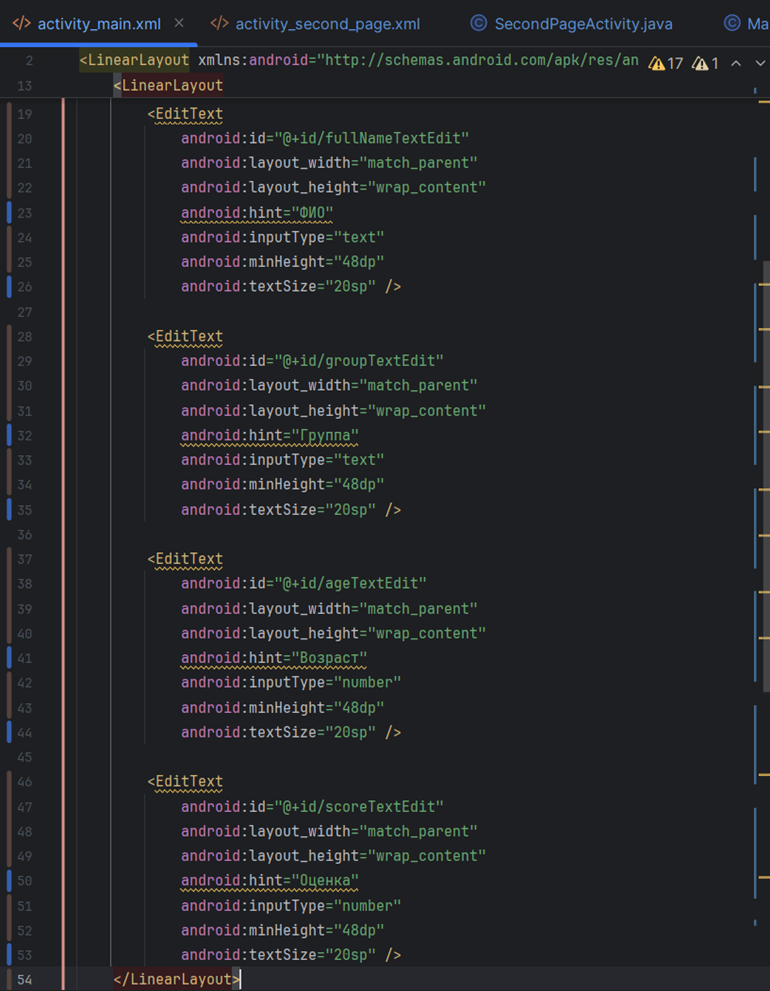 </> activity_main.xml × </> activity_second_page.xml © SecondPageActivity.java © Ma
2 <LinearLayout xmlns:android="http://schemas.android.com/apk/res/an 17 1
13 <LinearLayout
19 <EditText
20 android:id="@+id/fullNameTextEdit"
21 android:layout_width="match_parent"
22 android:layout_height="wrap_content"
23 android:hint="ФИО"
24 android:inputType="text"
25 android:minHeight="48dp"
26 android:textSize="20sp" />
27
28 <EditText
29 android:id="@+id/groupTextEdit"
30 android:layout_width="match_parent"
31 android:layout_height="wrap_content"
32 android:hint="Группа"
33 android:inputType="text"
34 android:minHeight="48dp"
35 android:textSize="20sp" />
36
37 <EditText
38 android:id="@+id/ageTextEdit"
39 android:layout_width="match_parent"
40 android:layout_height="wrap_content"
41 android:hint="Возраст"
42 android:inputType="number"
43 android:minHeight="48dp"
44 android:textSize="20sp" />
45
46 <EditText
47 android:id="@+id/scoreTextEdit"
48 android:layout_width="match_parent"
49 android:layout_height="wrap_content"
50 android:hint="Оценка"
51 android:inputType="number"
52 android:minHeight="48dp"
53 android:textSize="20sp" />
54 </LinearLayout>